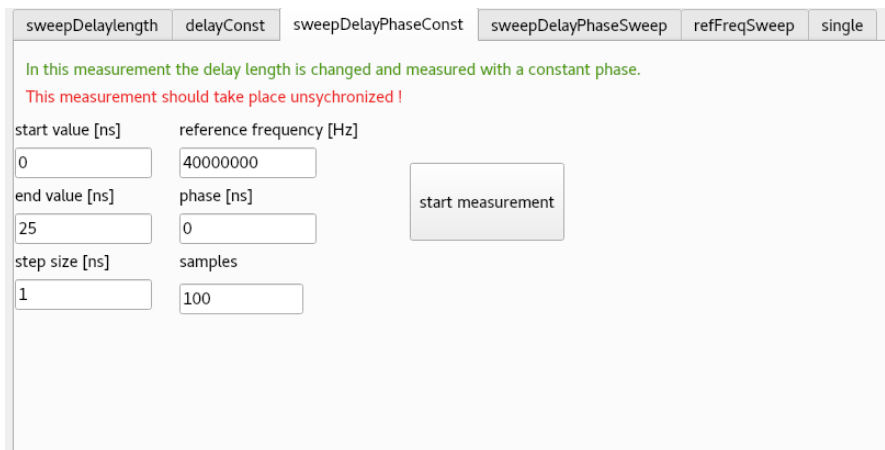 sweepDelaylength delayConst sweepDelayPhaseConst sweepDelayPhaseSweep refFreqSweep single
In this measurement the delay length is changed and measured with a constant phase.
This measurement should take place unsychronized !
start value [ns] reference frequency [Hz]
0 40000000
end value [ns] phase [ns]
start measurement
25 0
step size [ns] samples
1 100